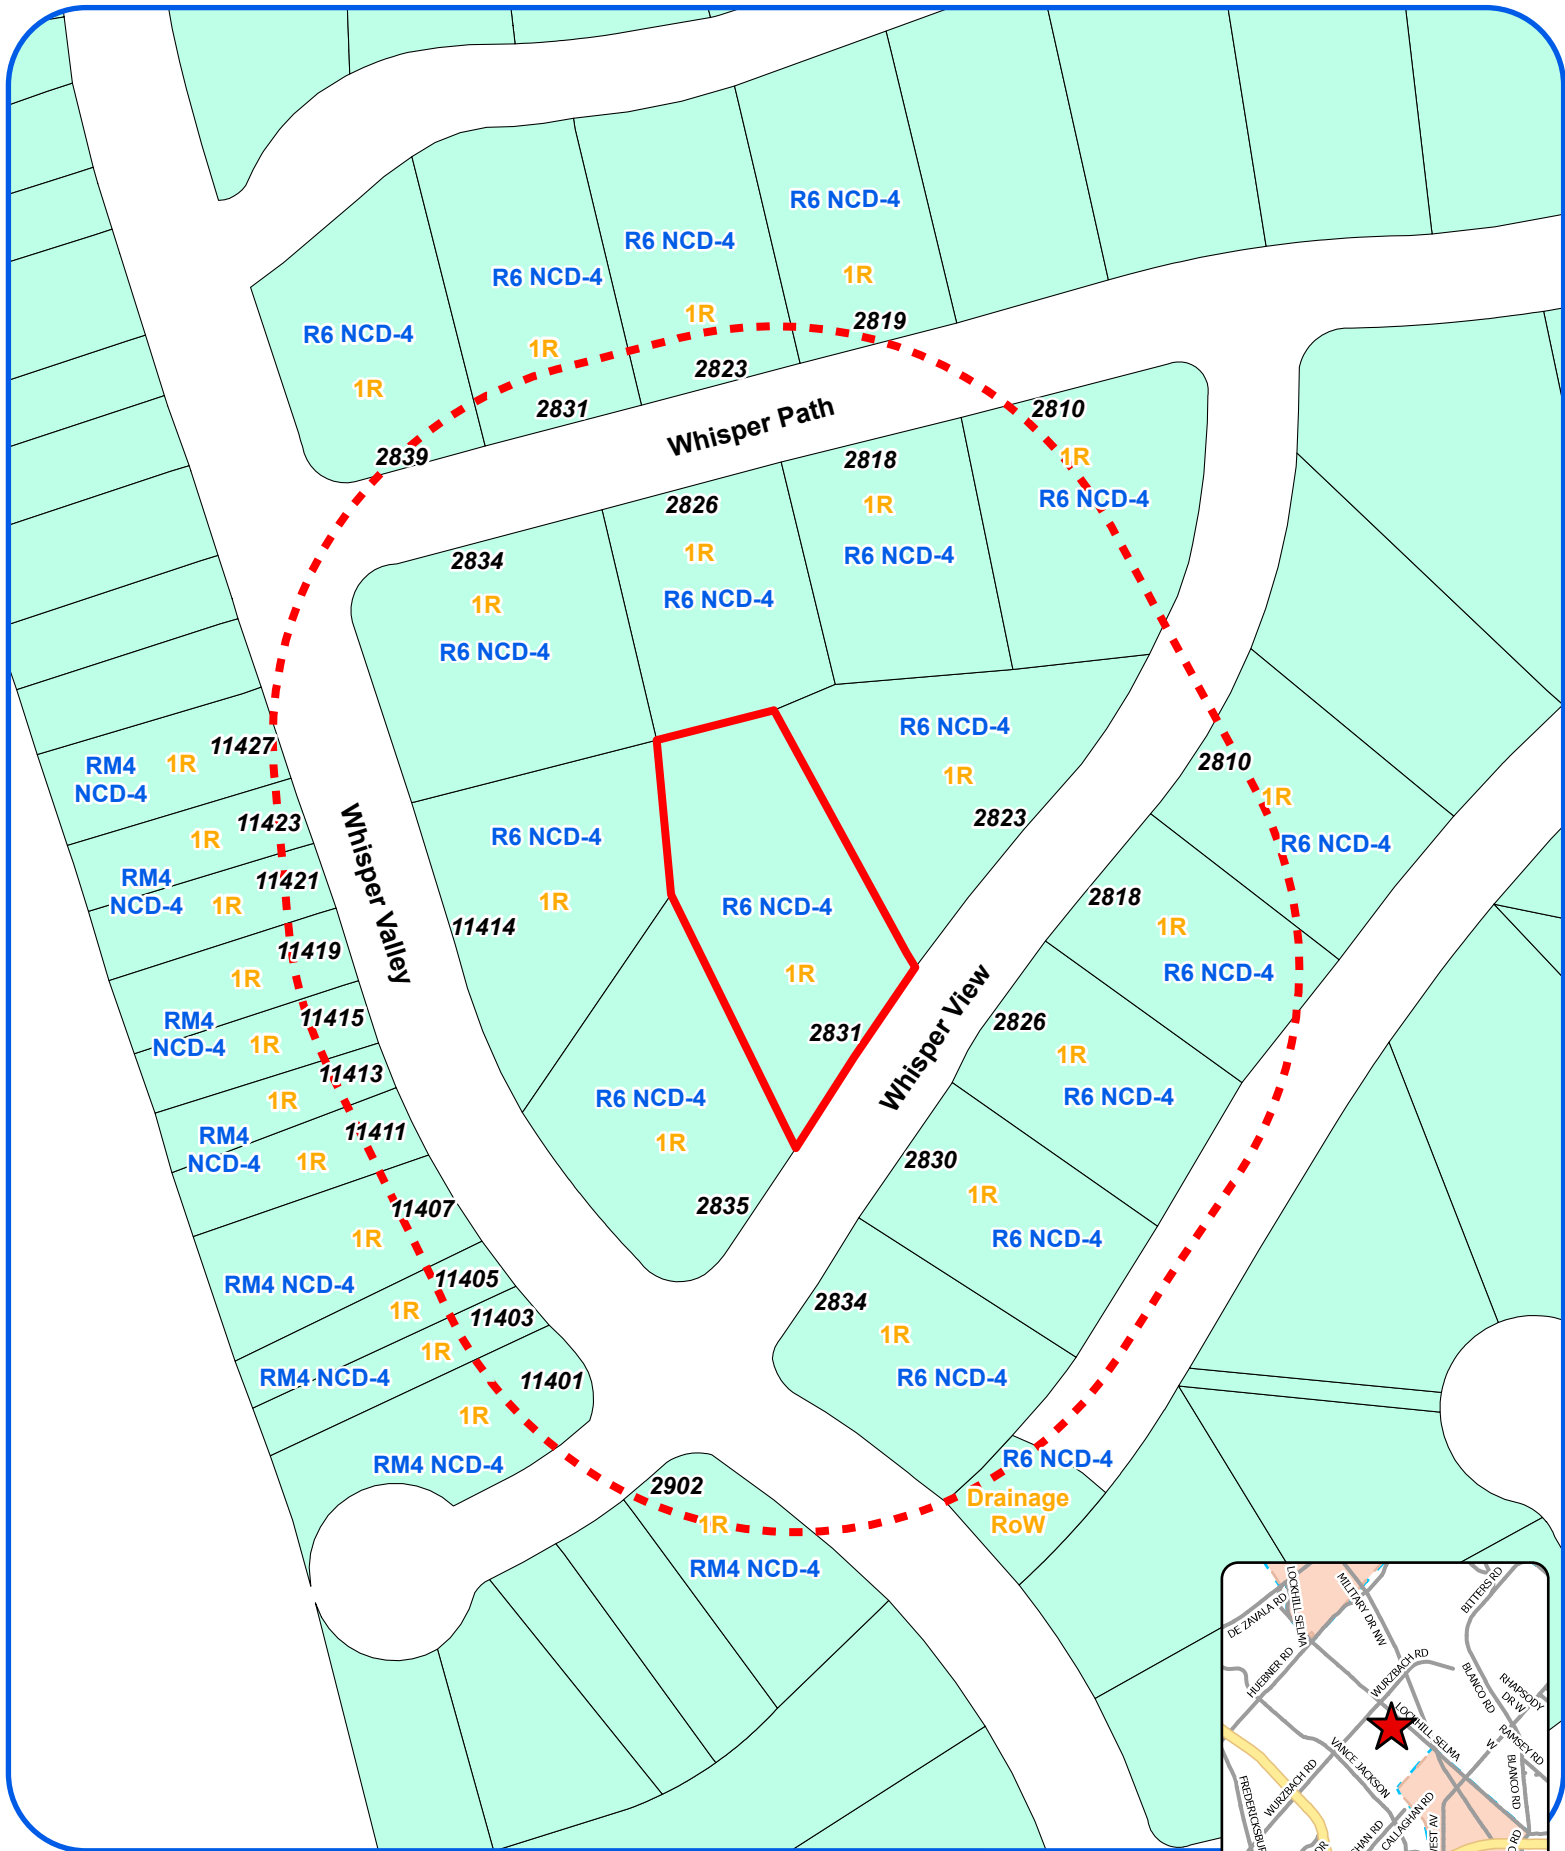 R6 NCD-4
R6 NCD-4
R6 NCD-4
1R
1R
R6 NCD-4
2819
1R
2823
1R
2831
Whisper Path
2810
2839
1R
2818
R6 NCD-4
1R
2826
1R
R6 NCD-4
2834
1R
R6 NCD-4
R6 NCD-4
R6 NCD-4
1R
2823
11427
1R
RM4
NCD-4
2810
1R
R6 NCD-4
11423
1R
R6 NCD-4
1R
11414
Whisper Valley
RM4
NCD-4
11421
1R
R6 NCD-4
1R
2831
2818
1R
R6 NCD-4
11419
1R
Whisper View
2826
1R
R6 NCD-4
RM4
NCD-4
11415
1R
11413
1R
R6 NCD-4
1R
2835
RM4
NCD-4
11411
1R
2830
1R
R6 NCD-4
11407
1R
RM4 NCD-4
11405
1R
11403
1R
2834
1R
R6 NCD-4
RM4 NCD-4
11401
1R
RM4 NCD-4
R6 NCD-4
Drainage
RoW
2902
1R
RM4 NCD-4
DE ZAVALA RD
LOCKHILL SELMA
MILITARY DR NW
BITTERS RD
HUEBNER RD
WURZBACH RD
BLANCO RD
RHAPSODY
DR W
LOCKHILL SELMA
W
RAMSEY RD
VANCE JACKSON
WURZBACH RD
BLANCO RD
FREDERICKSBUR
CALLAGHAN RD
HAN RD
EST AV
DR
RD